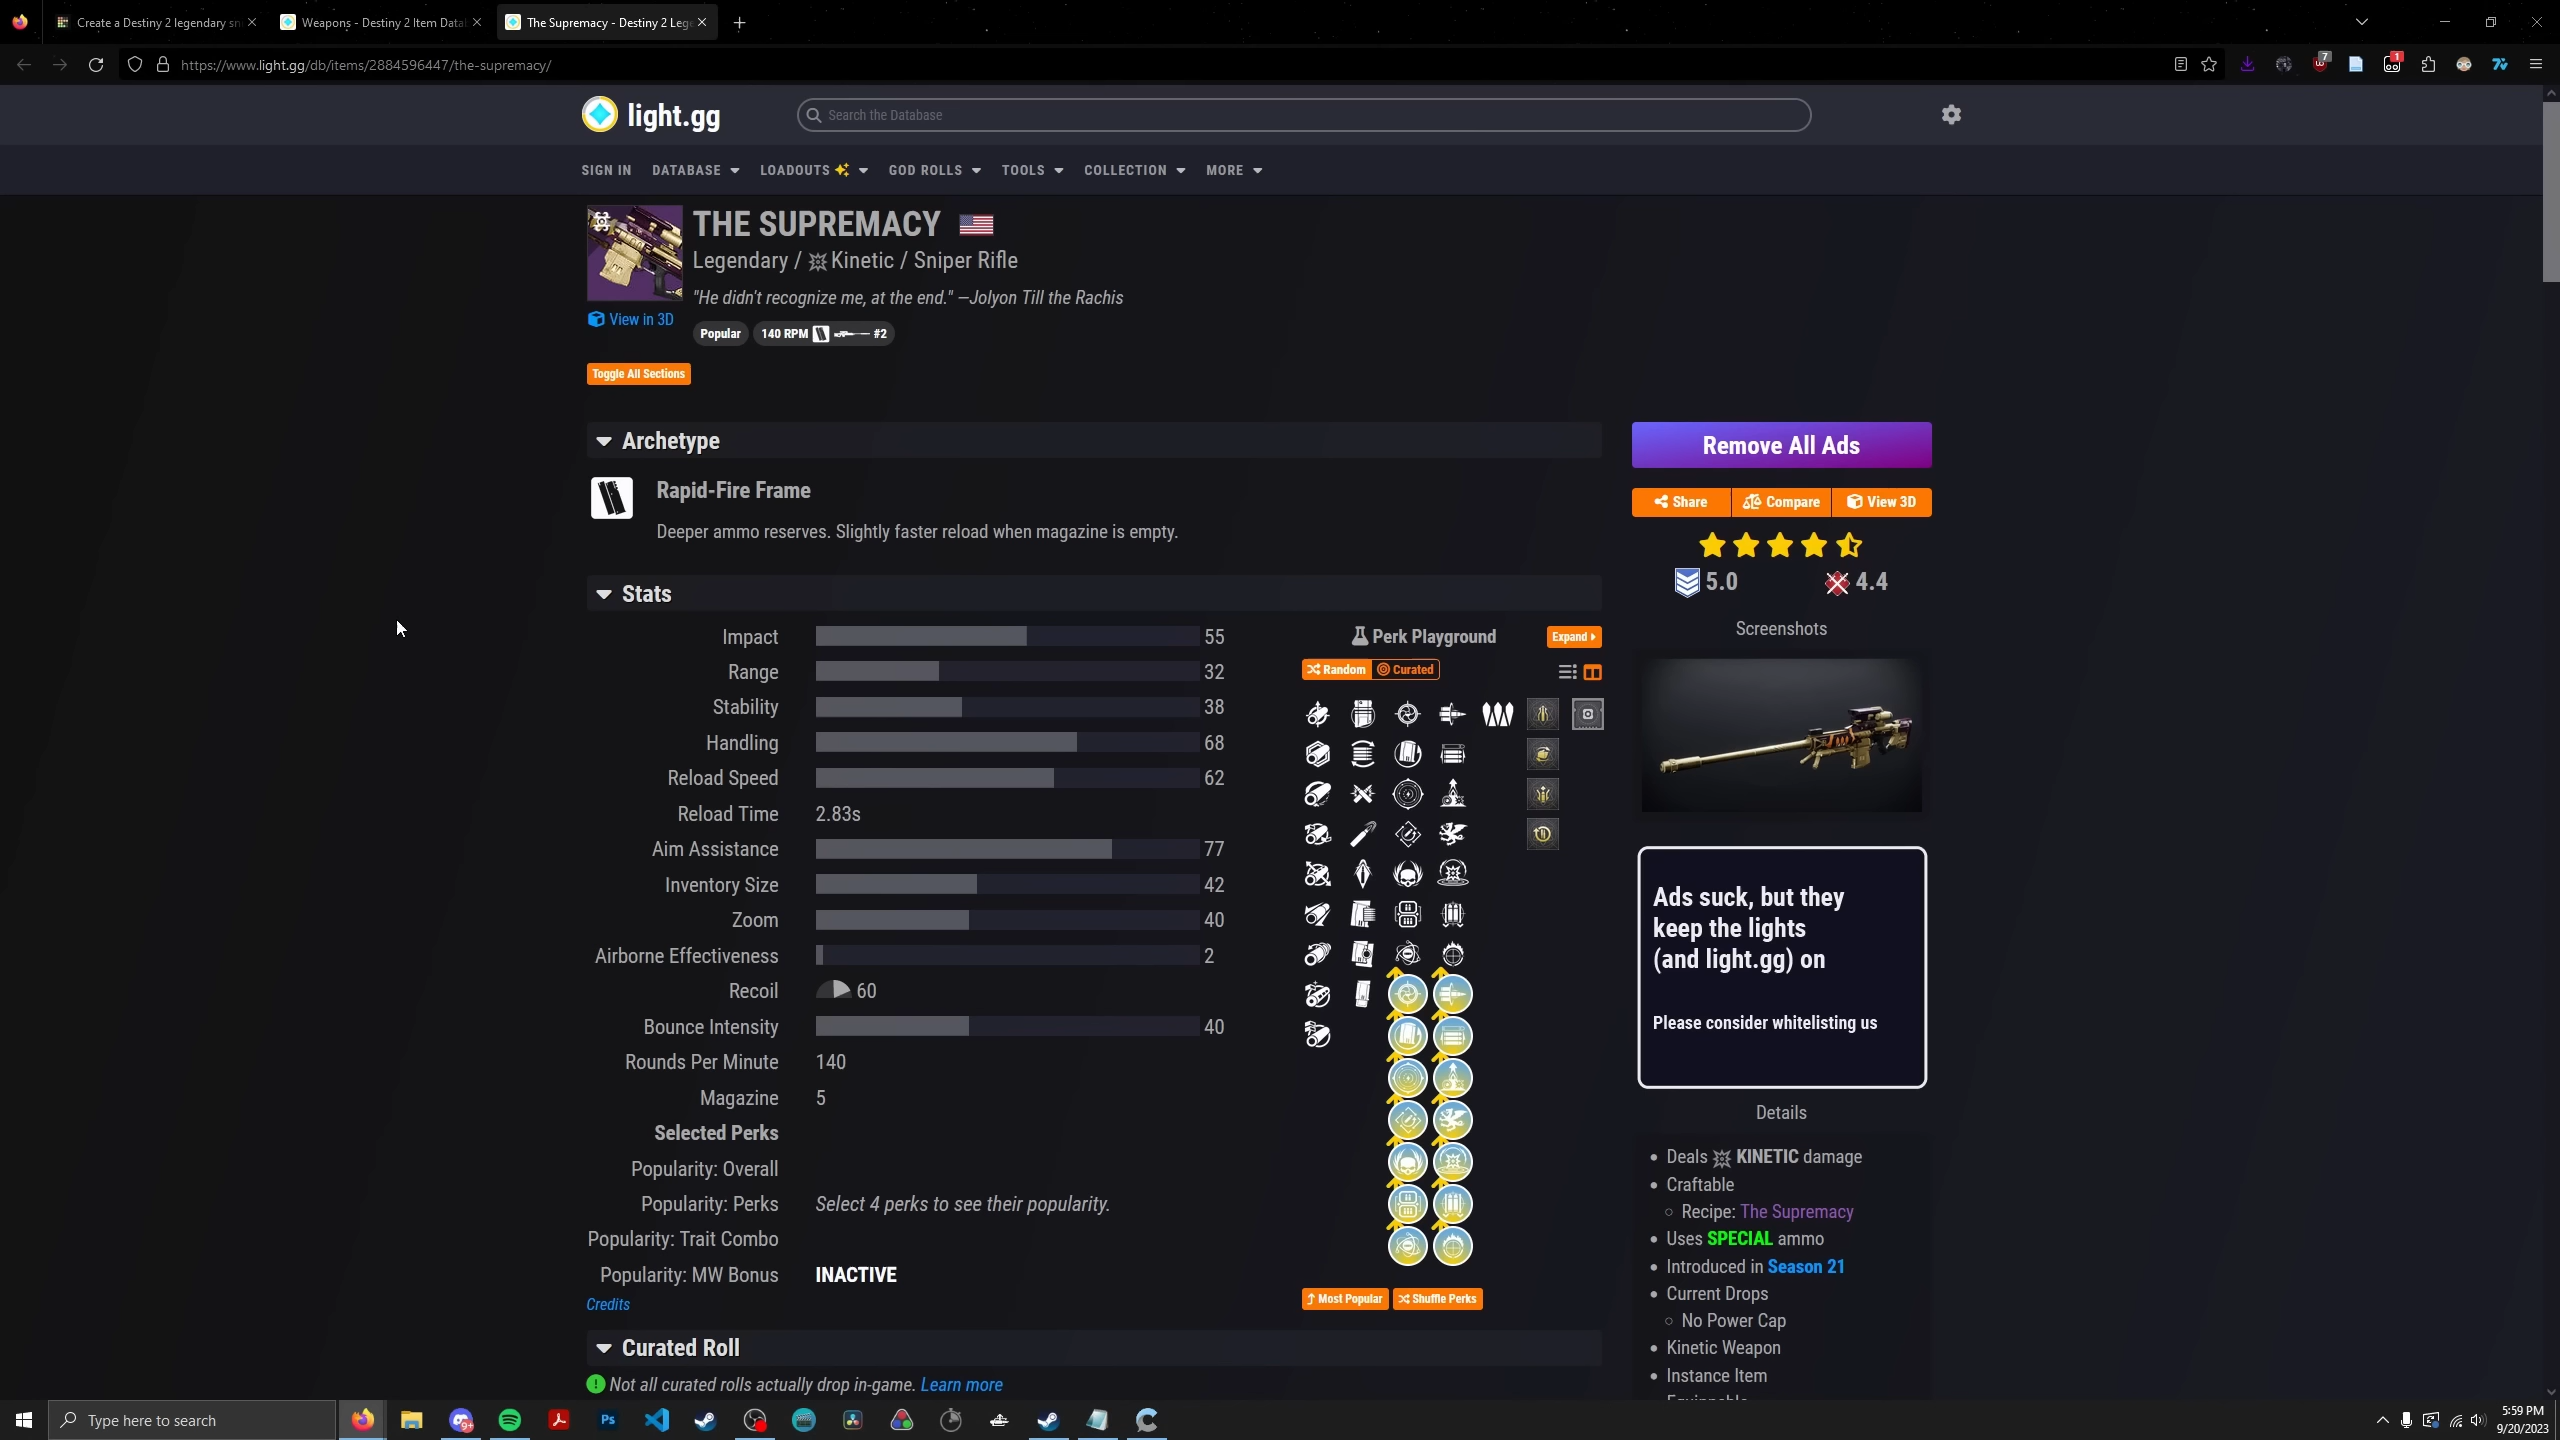 Create a Destiny 2 legendary sn
Weapons - Destiny 2 Item Data
The Supremacy - Destiny 2 Leg
https://www.light.gg/db/items/2884596447/the-supremacy/
7
1
light.gg
Search the Database
SIGN IN DATABASE LOADOUTS GOD ROLLS TOOLS COLLECTION MORE
THE SUPREMACY
Legendary / Kinetic / Sniper Rifle
"He didn't recognize me, at the end." —Jolyon Till the Rachis
View in 3D
Popular 140 RPM #2
Toggle All Sections
Archetype
Rapid-Fire Frame
Deeper ammo reserves. Slightly faster reload when magazine is empty.
Stats
Impact 55
Range 32
Stability 38
Handling 68
Reload Speed 62
Reload Time 2.83s
Aim Assistance 77
Inventory Size 42
Zoom 40
Airborne Effectiveness 2
Recoil 60
Bounce Intensity 40
Rounds Per Minute 140
Magazine 5
Selected Perks
Popularity: Overall
Popularity: Perks Select 4 perks to see their popularity.
Popularity: Trait Combo
Popularity: MW Bonus INACTIVE
Credits
Perk Playground Expand
Random Curated
Most Popular Shuffle Perks
Curated Roll
Not all curated rolls actually drop in-game. Learn more
Remove All Ads
Share Compare View 3D
5.0 4.4
Screenshots
Ads suck, but they
keep the lights
(and light.gg) on
Please consider whitelisting us
Details
Deals KINETIC damage
Craftable
Recipe: The Supremacy
Uses SPECIAL ammo
Introduced in Season 21
Current Drops
No Power Cap
Kinetic Weapon
Instance Item
Type here to search
9+
Ps
5:59 PM
9/20/2023